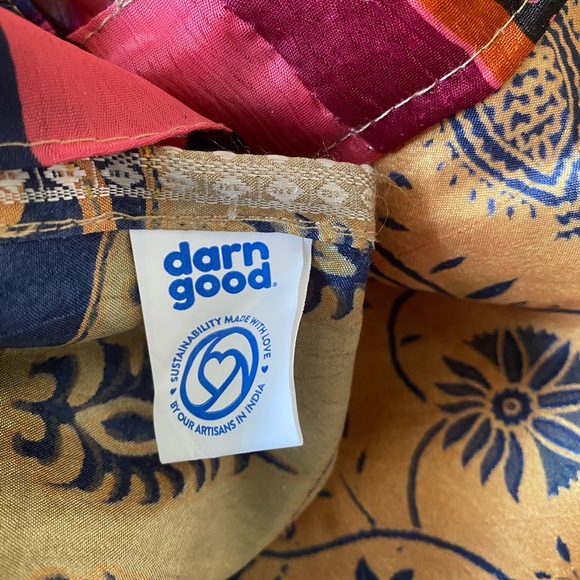 darn
good®
SUSTAINABILITY MADE WITH LOVE
BY OUR ARTISANS IN INDIA